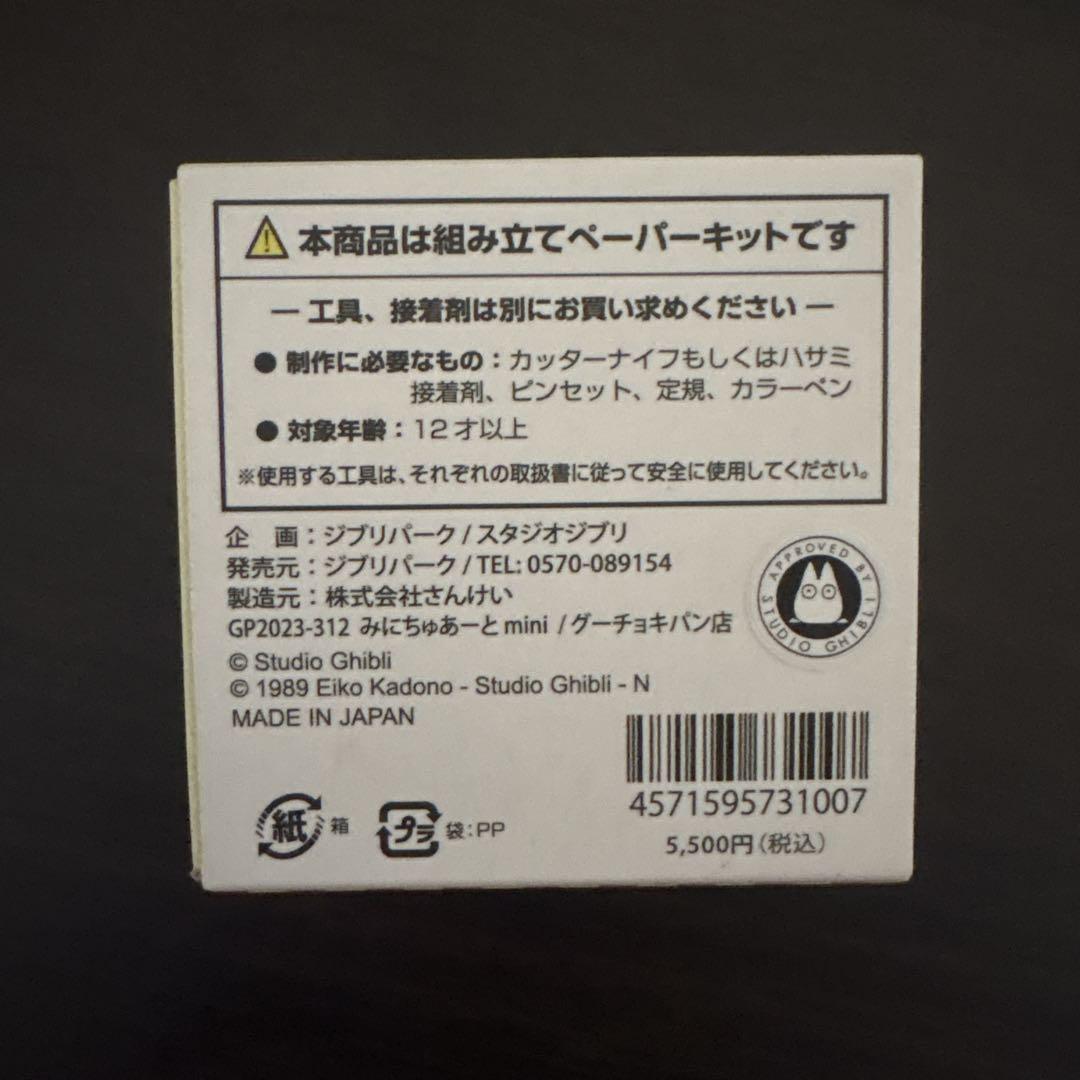 本商品は組み立てペーパーキットです
― 工具、接着剤は別にお買い求めください ―
● 制作に必要なもの：カッターナイフもしくはハサミ
接着剤、ピンセット、定規、カラーペン
● 対象年齢：12才以上
※使用する工具は、それぞれの取扱書に従って安全に使用してください。
企　画：ジブリパーク / スタジオジブリ
発売元：ジブリパーク / TEL: 0570-089154
製造元：株式会社さんけい
GP2023-312 みにちゅあーとmini / グーチョキパン店
© Studio Ghibli
© 1989 Eiko Kadono - Studio Ghibli - N
MADE IN JAPAN
APPROVED BY STUDIO GHIBLI
4571595731007
5,500円（税込）
紙 箱
プラ 袋：PP